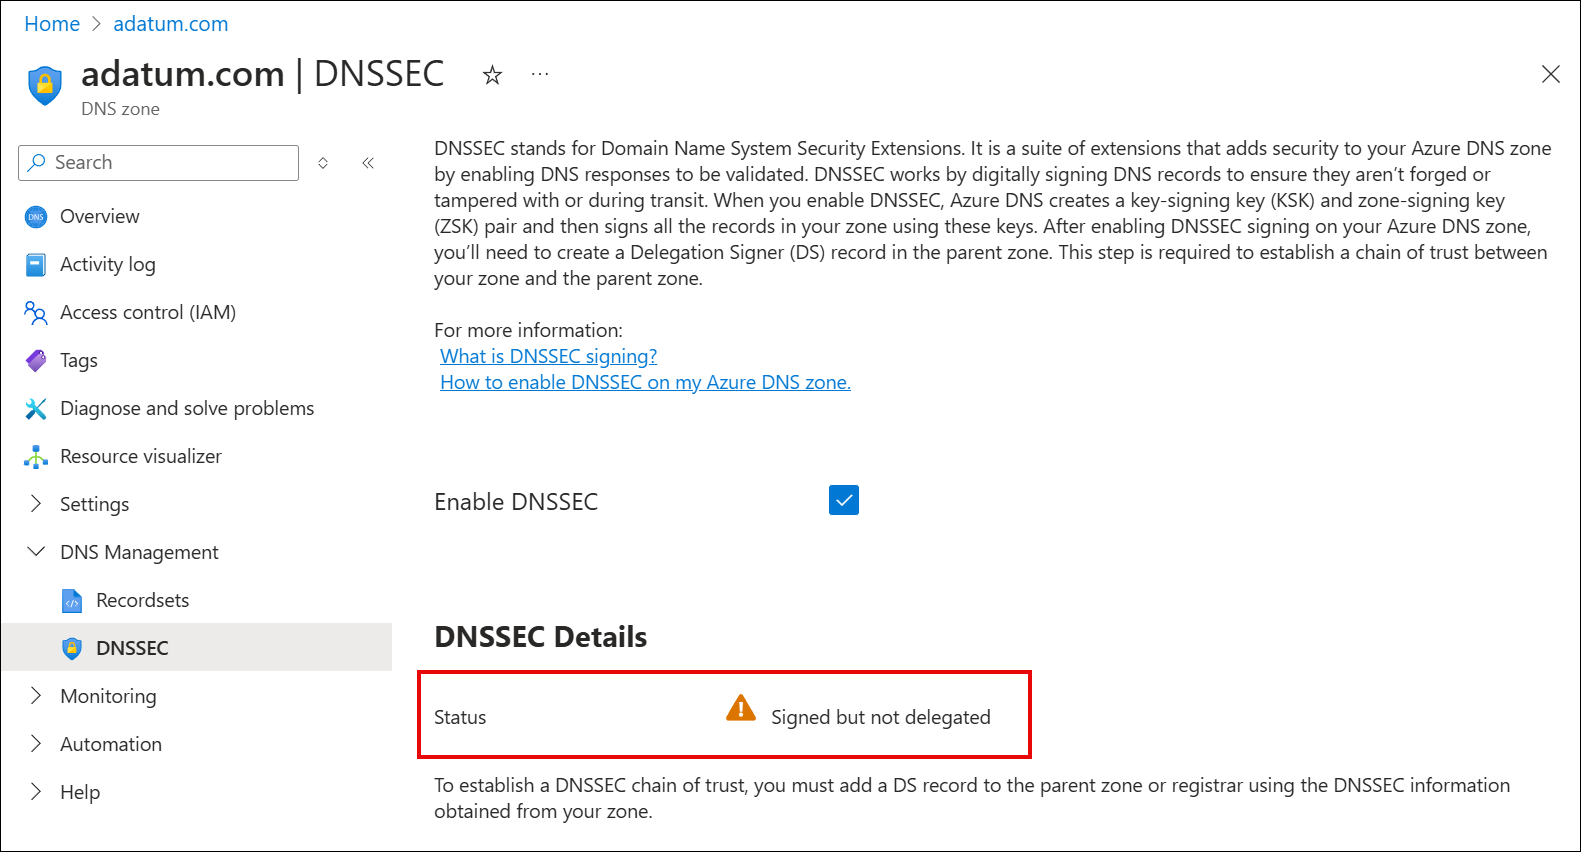 Home > adatum.com
adatum.com | DNSSEC
DNS zone
Search
DNS
Overview
Activity log
Access control (IAM)
Tags
Diagnose and solve problems
Resource visualizer
Settings
DNS Management
Recordsets
DNSSEC
Monitoring
Automation
Help
DNSSEC stands for Domain Name System Security Extensions. It is a suite of extensions that adds security to your Azure DNS zone
by enabling DNS responses to be validated. DNSSEC works by digitally signing DNS records to ensure they aren’t forged or
tampered with or during transit. When you enable DNSSEC, Azure DNS creates a key-signing key (KSK) and zone-signing key
(ZSK) pair and then signs all the records in your zone using these keys. After enabling DNSSEC signing on your Azure DNS zone,
you’ll need to create a Delegation Signer (DS) record in the parent zone. This step is required to establish a chain of trust between
your zone and the parent zone.
For more information:
What is DNSSEC signing?
How to enable DNSSEC on my Azure DNS zone.
Enable DNSSEC
DNSSEC Details
Status Signed but not delegated
To establish a DNSSEC chain of trust, you must add a DS record to the parent zone or registrar using the DNSSEC information
obtained from your zone.